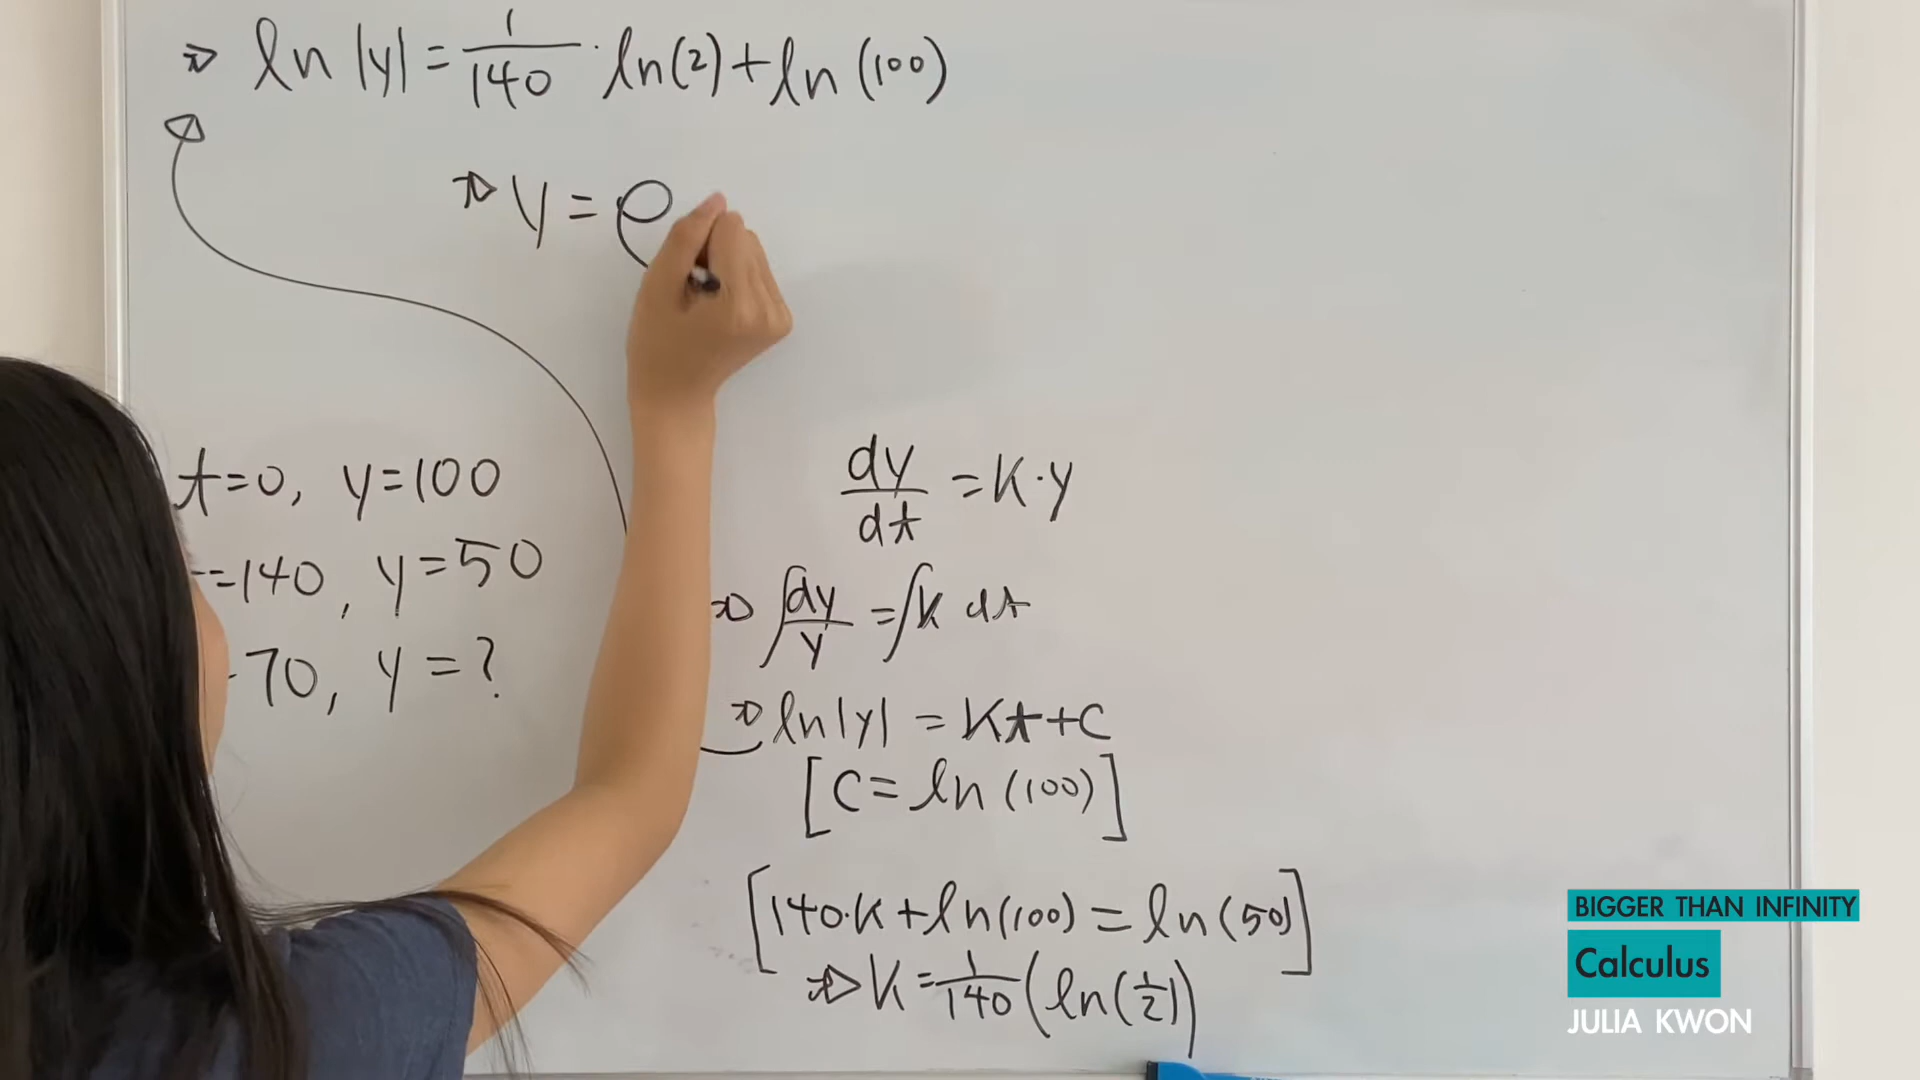 ⇒ ln |y| = 1/140 · ln(2) + ln (100)
⇒ y = e
t=0, y=100
=140, y=50
70, y=?
dy/dt = K·y
⇒ ∫dy/y = ∫K dt
⇒ ln|y| = Kt+C
[C = ln (100)]
[140·K + ln(100) = ln (50)]
⇒ K = 1/140 (ln(1/2))
BIGGER THAN INFINITY
Calculus
JULIA KWON